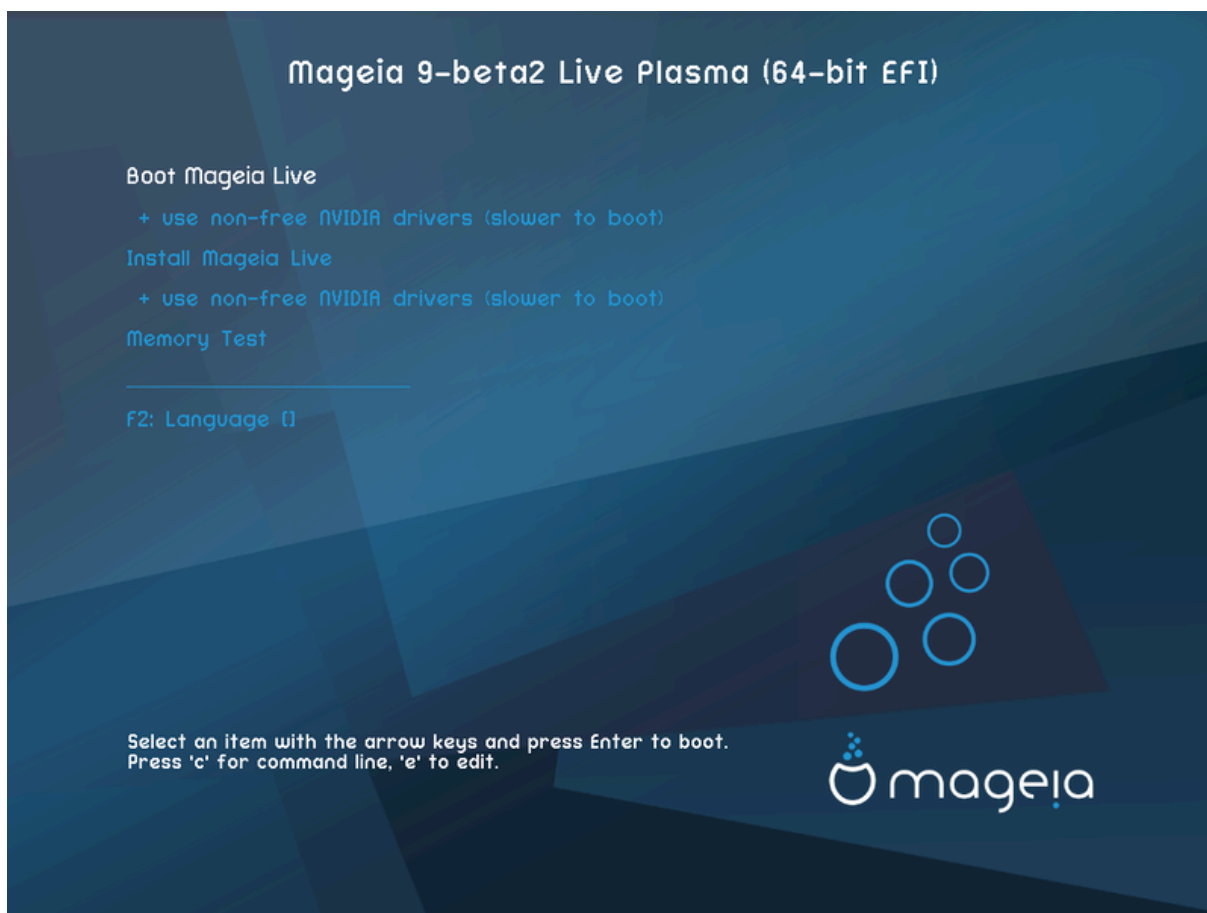 Mageia 9-beta2 Live Plasma (64-bit EFI)
Boot Mageia Live
+ use non-free NVIDIA drivers (slower to boot)
Install Mageia Live
+ use non-free NVIDIA drivers (slower to boot)
Memory Test
F2: Language []
Select an item with the arrow keys and press Enter to boot.
Press 'c' for command line, 'e' to edit.
mageia